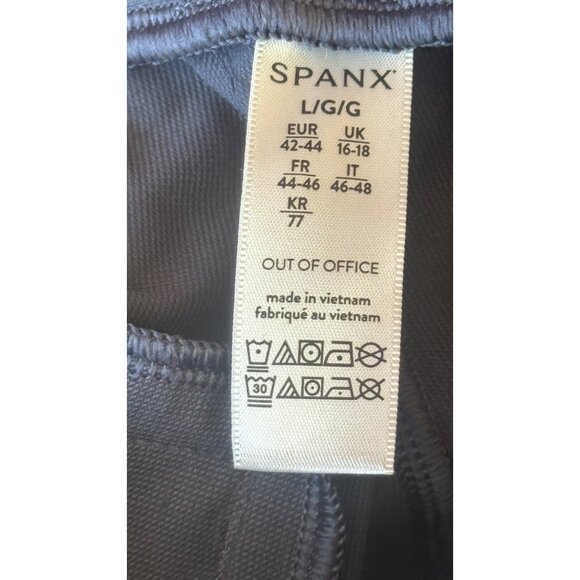 SPANX®
L/G/G
EUR UK
42-44 16-18
FR IT
44-46 46-48
KR
77
OUT OF OFFICE
made in vietnam
fabriqué au vietnam
30